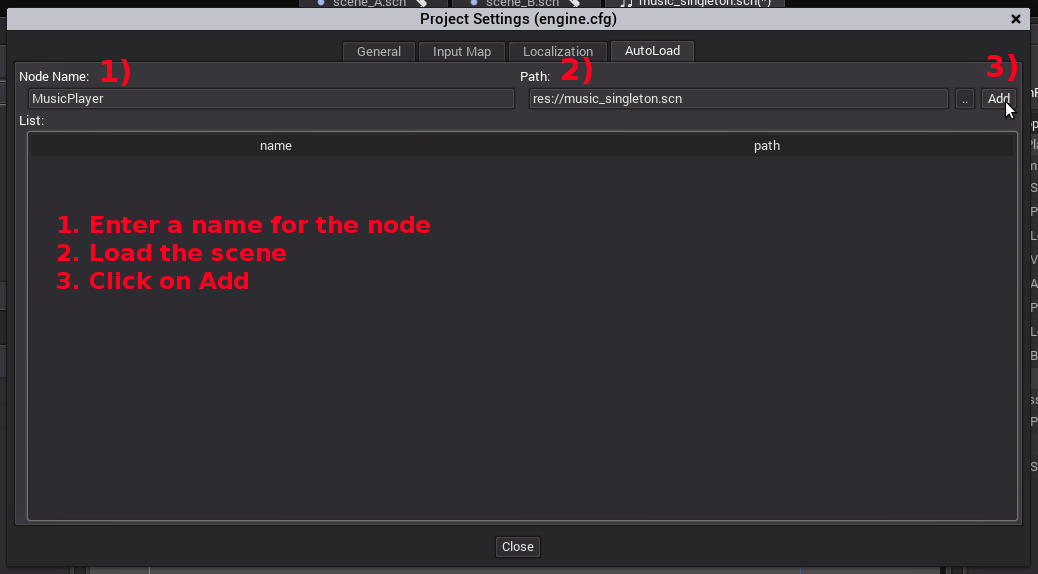 scene_A.scn scene_B.scn music_singleton.scn(*)
Project Settings (engine.cfg)
General Input Map Localization AutoLoad
Node Name: 1) Path: 2) 3)
MusicPlayer res://music_singleton.scn .. Add
List:
name path
1. Enter a name for the node
2. Load the scene
3. Click on Add
Close